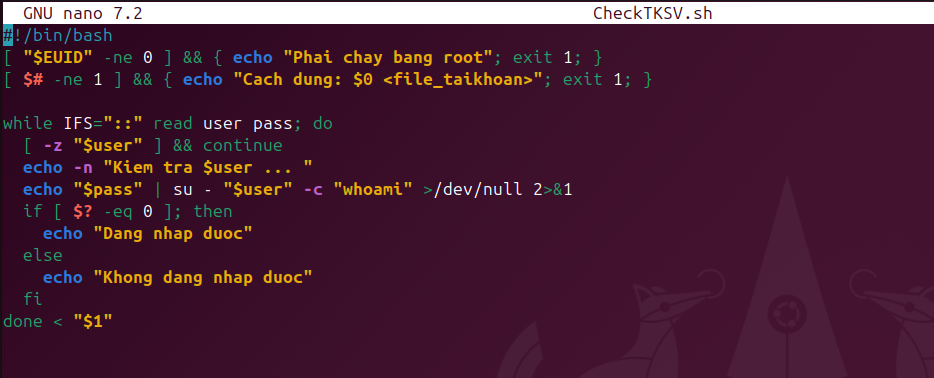 GNU nano 7.2 CheckTKSV.sh
#!/bin/bash
[ "$EUID" -ne 0 ] && { echo "Phai chay bang root"; exit 1; }
[ $# -ne 1 ] && { echo "Cach dung: $0 <file_taikhoan>"; exit 1; }
while IFS="::" read user pass; do
  [ -z "$user" ] && continue
  echo -n "Kiem tra $user ... "
  echo "$pass" | su - "$user" -c "whoami" >/dev/null 2>&1
  if [ $? -eq 0 ]; then
    echo "Dang nhap duoc"
  else
    echo "Khong dang nhap duoc"
  fi
done < "$1"